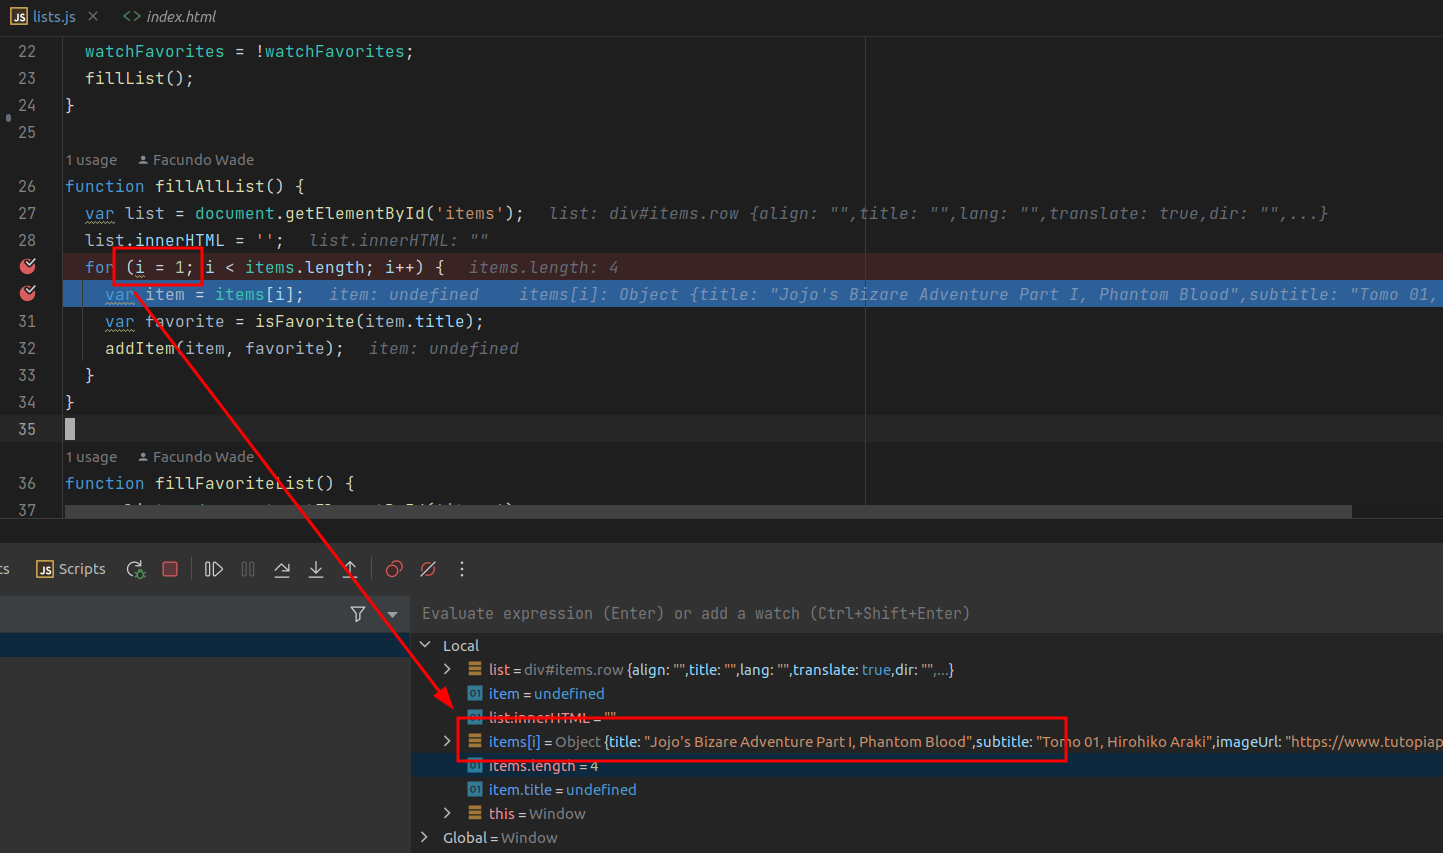 JS lists.js × <> index.html
22 watchFavorites = !watchFavorites;
23 fillList();
24 }
25
1 usage Facundo Wade
26 function fillAllList() {
27 var list = document.getElementById('items'); list: div#items.row {align: "",title: "",lang: "",translate: true,dir: "",...}
28 list.innerHTML = ''; list.innerHTML: ""
for (i = 1; i < items.length; i++) { items.length: 4
var item = items[i]; item: undefined items[i]: Object {title: "Jojo's Bizare Adventure Part I, Phantom Blood",subtitle: "Tomo 01,
31 var favorite = isFavorite(item.title);
32 addItem(item, favorite); item: undefined
33 }
34 }
35
1 usage Facundo Wade
36 function fillFavoriteList() {
37
JS Scripts
Evaluate expression (Enter) or add a watch (Ctrl+Shift+Enter)
Local
list = div#items.row {align: "",title: "",lang: "",translate: true,dir: "",...}
01 item = undefined
01 list.innerHTML = ""
items[i] = Object {title: "Jojo's Bizare Adventure Part I, Phantom Blood",subtitle: "Tomo 01, Hirohiko Araki",imageUrl: "https://www.tutopiap
01 items.length = 4
01 item.title = undefined
this = Window
Global = Window